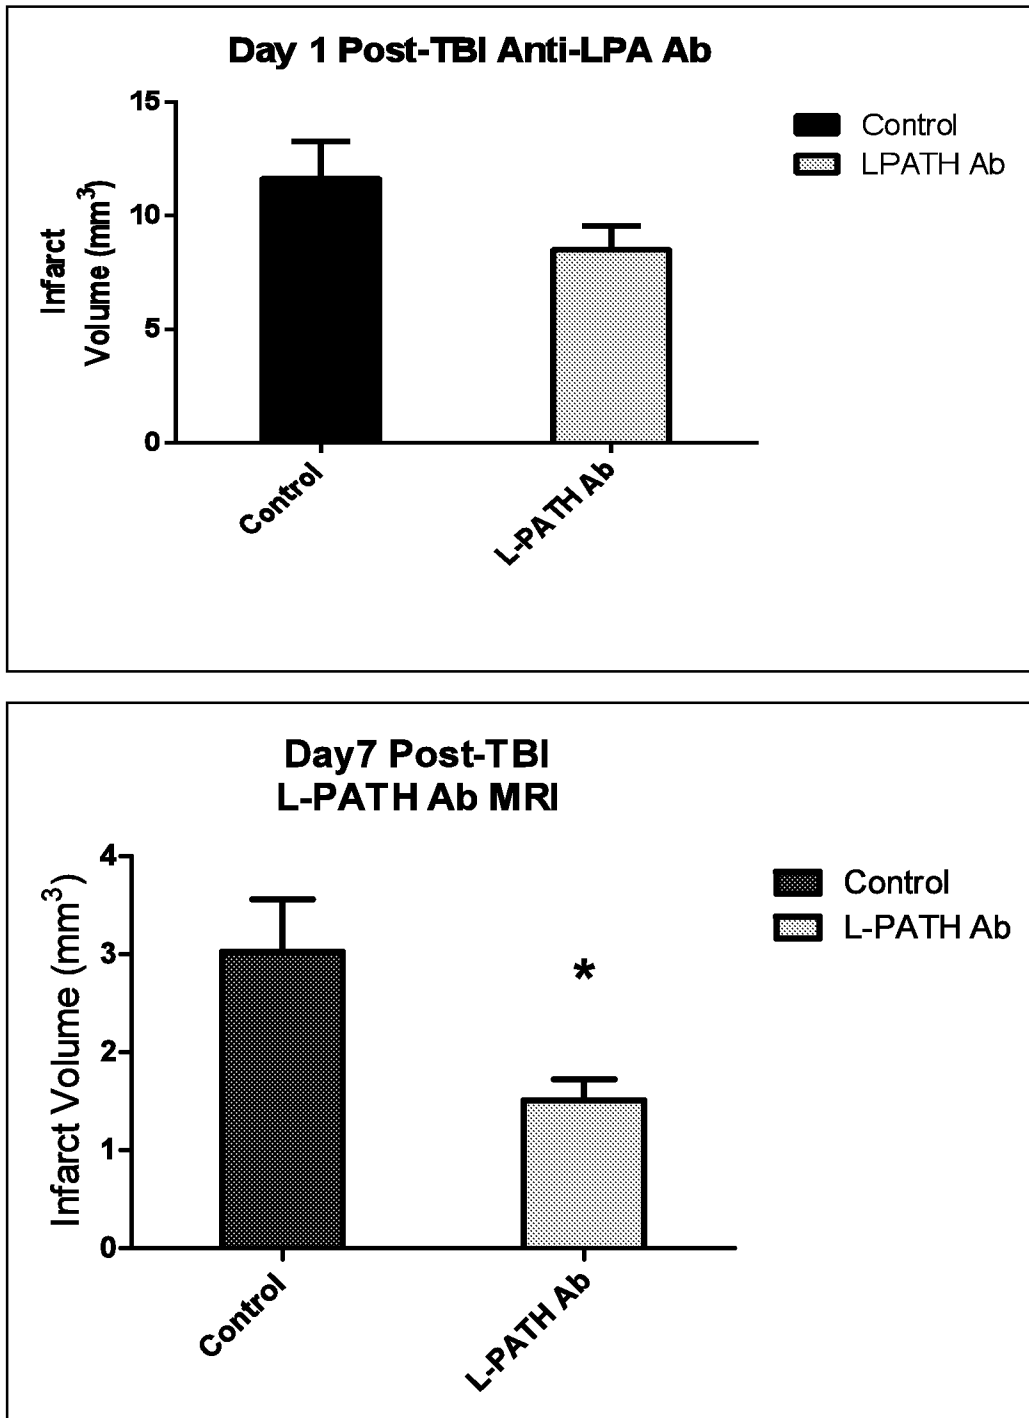 Day 1 Post-TBI Anti-LPA Ab
15
10
5
0
Infarct
Volume (mm³)
Control
L-PATH Ab
Control
LPATH Ab
Day7 Post-TBI
L-PATH Ab MRI
4
3
2
1
0
Infarct Volume (mm³)
Control
L-PATH Ab
*
Control
L-PATH Ab